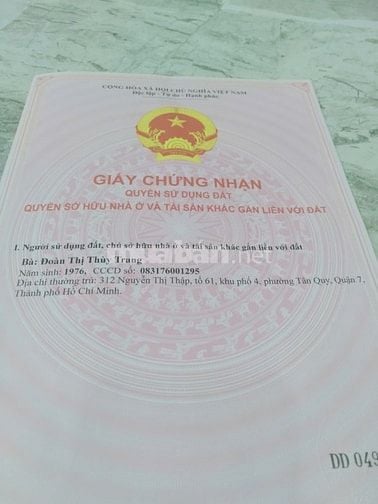 CỘNG HÒA XÃ HỘI CHỦ NGHĨA VIỆT NAM
Độc lập - Tự do - Hạnh phúc
GIẤY CHỨNG NHẬN
QUYỀN SỬ DỤNG ĐẤT
QUYỀN SỞ HỮU NHÀ Ở VÀ TÀI SẢN KHÁC GẮN LIỀN VỚI ĐẤT
I. Người sử dụng đất, chủ sở hữu nhà ở và tài sản khác gắn liền với đất
Bà: Đoàn Thị Thùy Trang
Năm sinh: 1976, CCCD số: 083176001295
Địa chỉ thường trú: 312 Nguyễn Thị Thập, tổ 61, khu phố 4, phường Tân Quy, Quận 7,
Thành phố Hồ Chí Minh.
DD 049